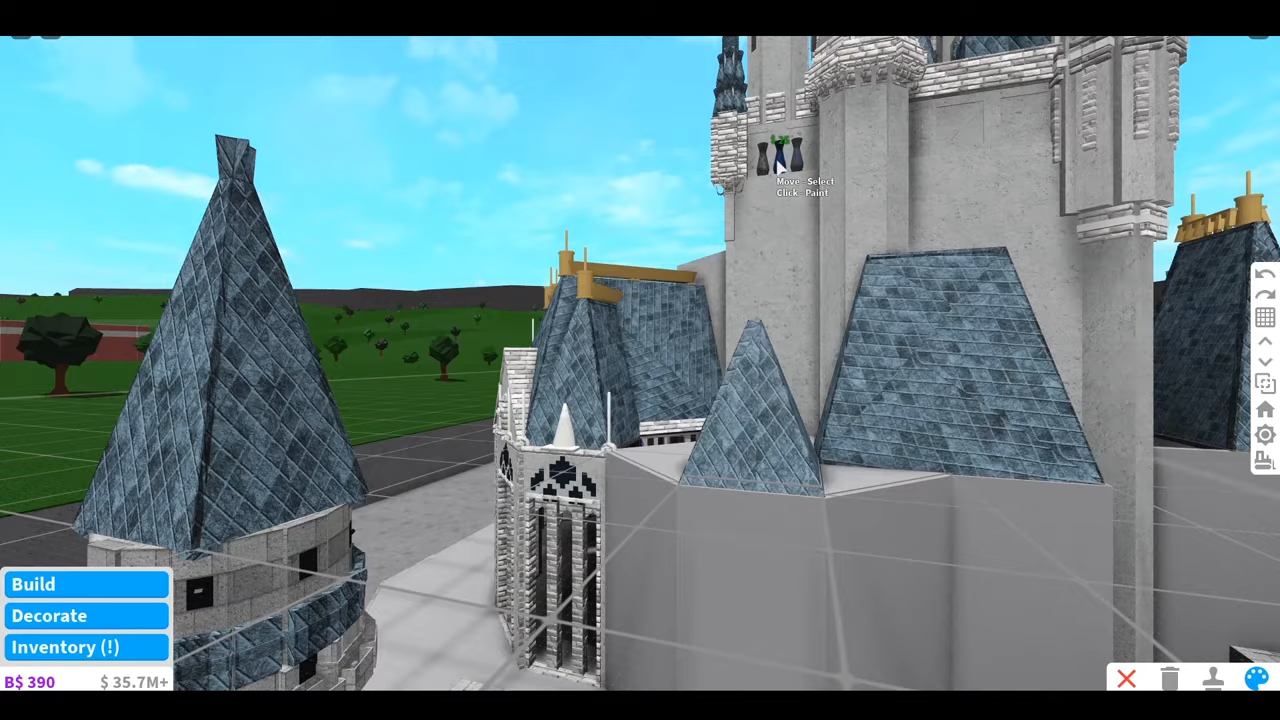 Move - Select
Click - Paint
Build
Decorate
Inventory (!)
B$ 390
$ 35.7M+